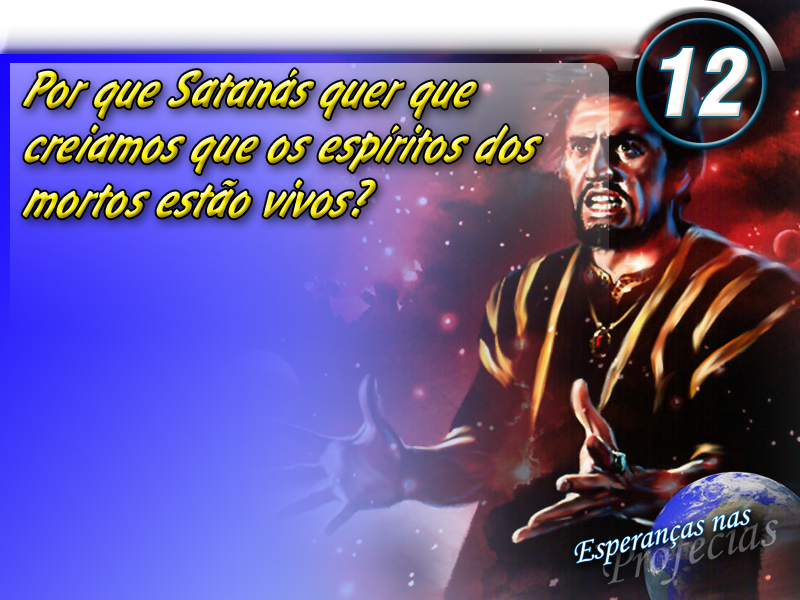 12
Por que Satanás quer que
creiamos que os espíritos dos
mortos estão vivos?
Esperanças nas
Profecias